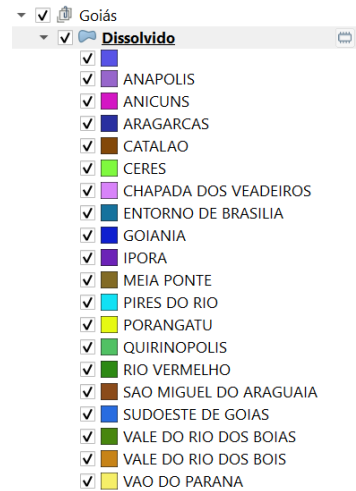 Goiás
Dissolvido
ANAPOLIS
ANICUNS
ARAGARCAS
CATALAO
CERES
CHAPADA DOS VEADEIROS
ENTORNO DE BRASILIA
GOIANIA
IPORA
MEIA PONTE
PIRES DO RIO
PORANGATU
QUIRINOPOLIS
RIO VERMELHO
SAO MIGUEL DO ARAGUAIA
SUDOESTE DE GOIAS
VALE DO RIO DOS BOIAS
VALE DO RIO DOS BOIS
VAO DO PARANA